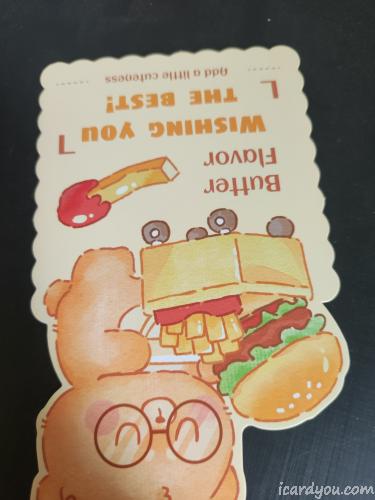 Butter
Flavor
WISHING YOU
THE BEST!
Add a little cuteness
icardyou.com